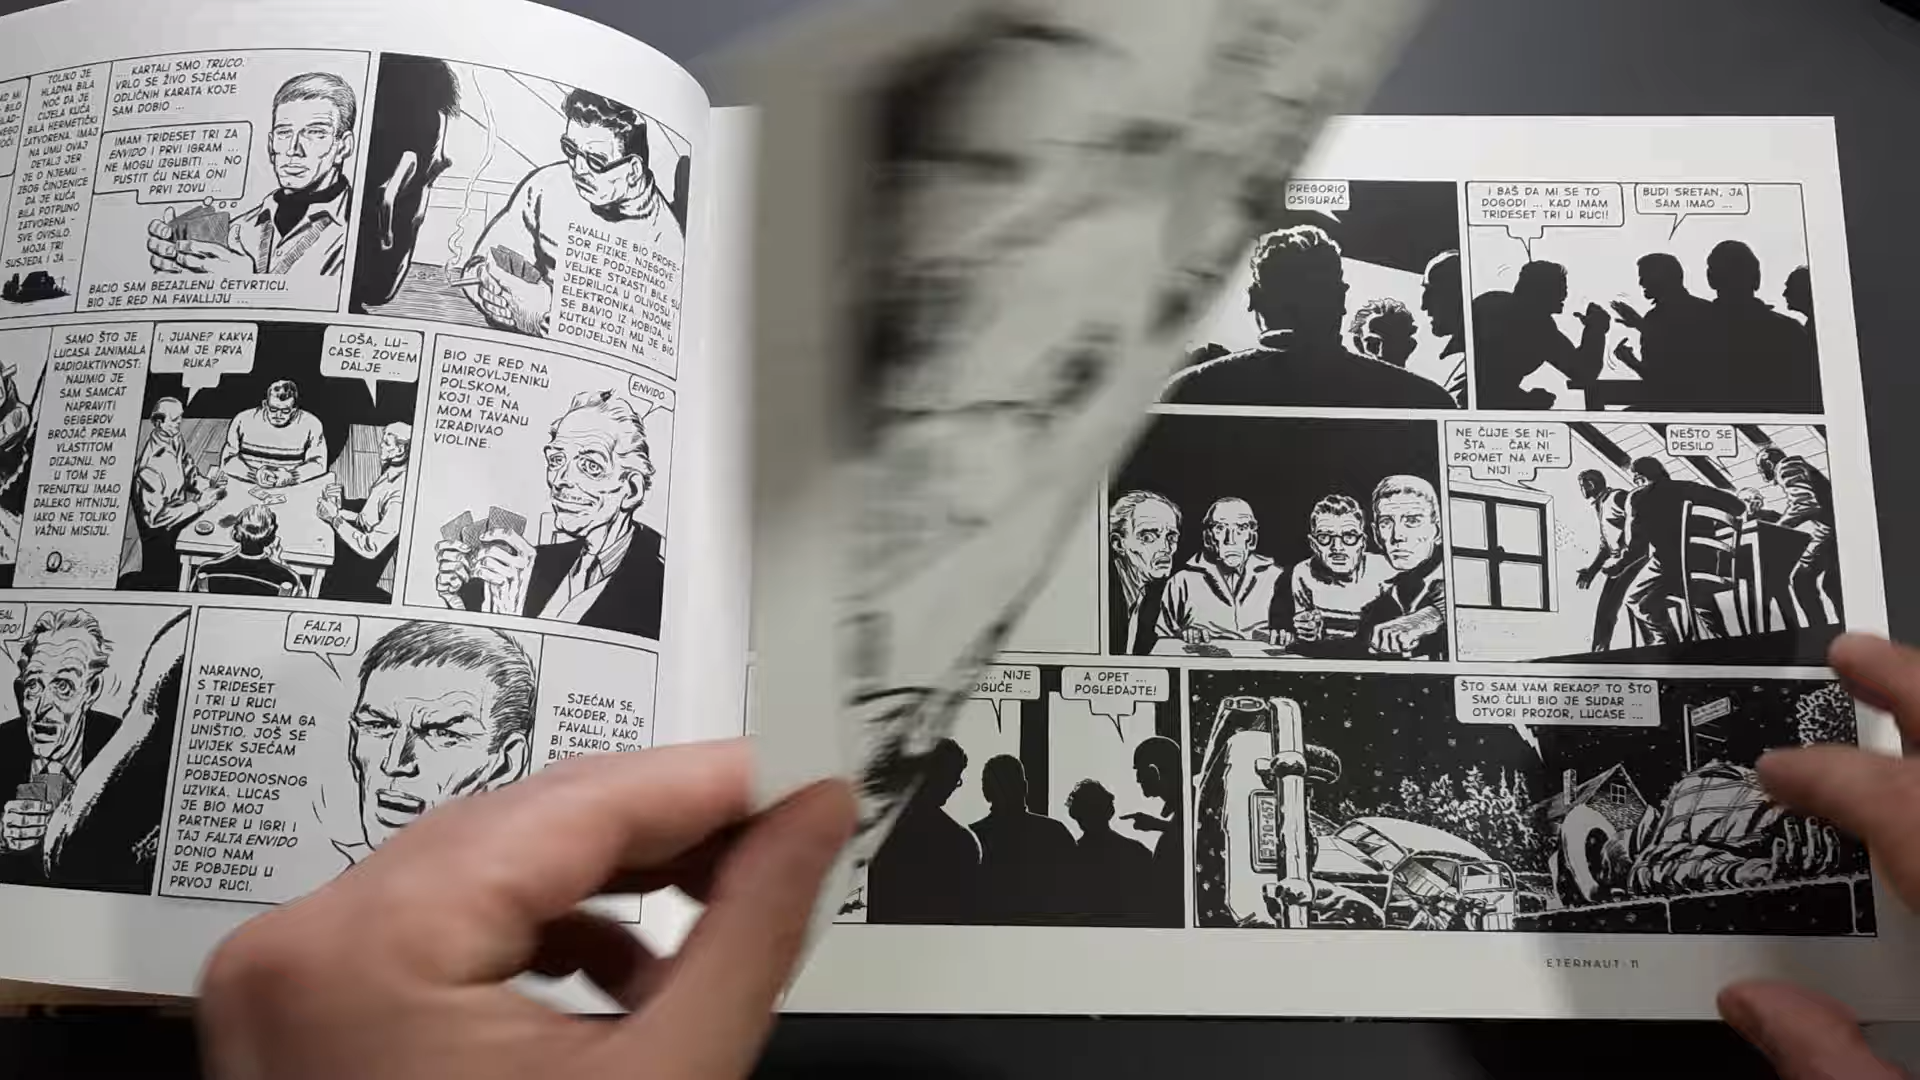 TOLIKO JE
HLADNA BILA
NOĆ DA JE
CIJELA KUĆA
BILA HERMETIČKI
ZATVORENA. IMAJ
NA UMU OVAJ
DETALJ JER
JE O NJEMU -
ZBOG ČINJENICE
DA JE KUĆA
BILA POTPUNO
ZATVORENA -
SVE OVISILO.
MOJA TRI
SUSJEDA I JA ...
... KARTALI SMO TRUCO.
VRLO SE ŽIVO SJEĆAM
ODLIČNIH KARATA KOJE
SAM DOBIO ...
IMAM TRIDESET TRI ZA
ENVIDO I PRVI IGRAM ...
NE MOGU IZGUBITI ... NO
PUSTIT ĆU NEKA ONI
PRVI ZOVU ...
BACIO SAM BEZAZLENU ČETVRTICU.
BIO JE RED NA FAVALLIJU ...
FAVALLI JE BIO PROFE-
SOR FIZIKE. NJEGOVE
DVIJE PODJEDNAKO
VELIKE STRASTI BILE SU
JEDRILICA U OLIVOSU I
ELEKTRONIKA. NJOME
SE BAVIO IZ HOBIJA, U
KUTKU KOJI MU JE BIO
DODIJELJEN NA ...
SAMO ŠTO JE
LUCASA ZANIMALA
RADIOAKTIVNOST:
NAUMIO JE
SAM SAMCAT
NAPRAVITI
GEIGEROV
BROJAČ PREMA
VLASTITOM
DIZAJNU. NO
U TOM JE
TRENUTKU IMAO
DALEKO HITNIJU,
IAKO NE TOLIKO
VAŽNU MISIJU.
I, JUANE? KAKVA
NAM JE PRVA
RUKA?
LOŠA, LU-
CASE. ZOVEM
DALJE ...
BIO JE RED NA
UMIROVLJENIKU
POLSKOM,
KOJI JE NA
MOM TAVANU
IZRAĐIVAO
VIOLINE.
ENVIDO
FALTA
ENVIDO!
NARAVNO,
S TRIDESET
I TRI U RUCI
POTPUNO SAM GA
UNIŠTIO. JOŠ SE
UVIJEK SJEĆAM
LUCASOVA
POBJEDONOSNOG
UZVIKA. LUCAS
JE BIO MOJ
PARTNER U IGRI I
TAJ FALTA ENVIDO
DONIO NAM
JE POBJEDU U
PRVOJ RUCI.
SJEĆAM SE,
TAKOĐER, DA JE
FAVALLI, KAKO
BI SAKRIO SVOJ
PREGORIO
OSIGURAČ.
I BAŠ DA MI SE TO
DOGODI ... KAD IMAM
TRIDESET TRI U RUCI!
BUDI SRETAN, JA
SAM IMAO ...
NE ČUJE SE NI-
ŠTA ... ČAK NI
PROMET NA AVE-
NIJI ...
NEŠTO SE
DESILO ...
... NIJE
A OPET ...
POGLEDAJTE!
ŠTO SAM VAM REKAO? TO ŠTO
SMO ČULI BIO JE SUDAR ...
OTVORI PROZOR, LUCASE ...
510-657
ETERNAUT · 11